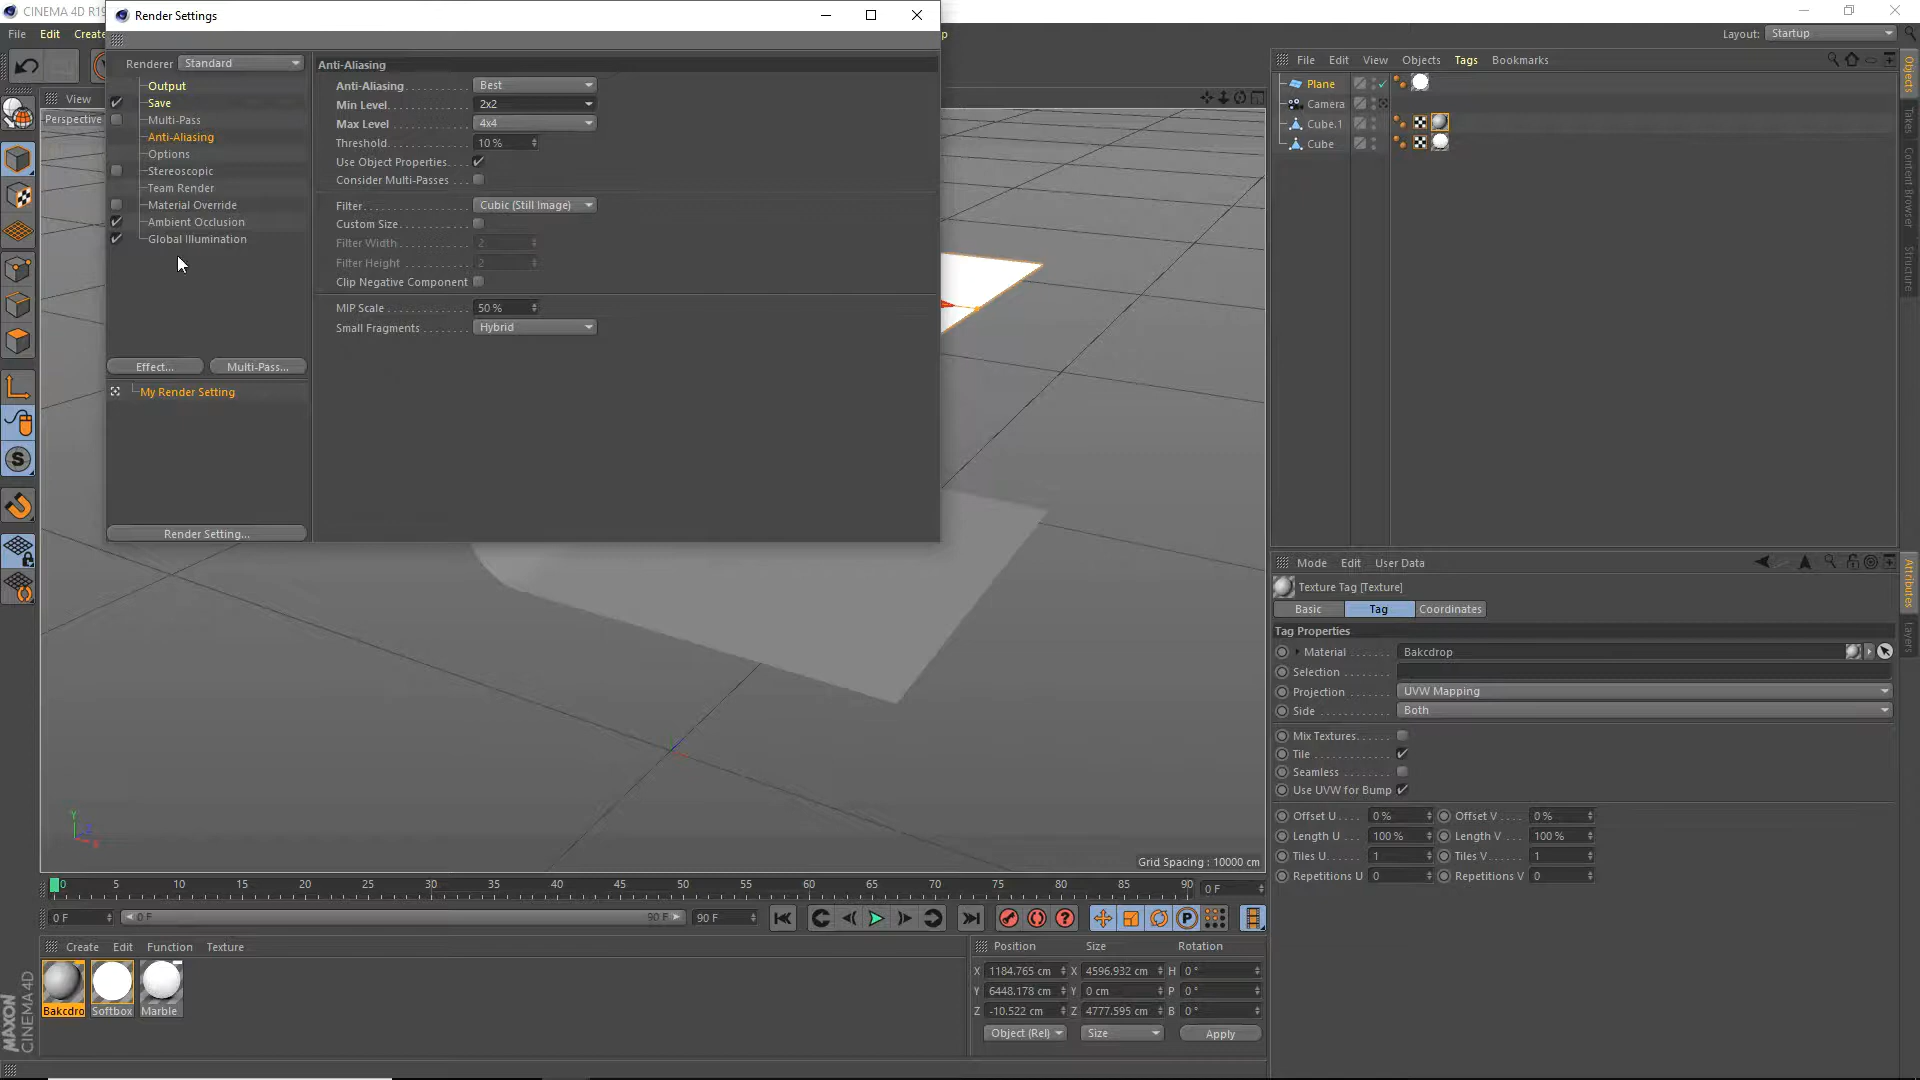 CINEMA 4D R19
Render Settings
File Edit Create
Layout: Startup
Renderer Standard
Output
Save
Multi-Pass
Anti-Aliasing
Options
Stereoscopic
Team Render
Material Override
Ambient Occlusion
Global Illumination
Effect... Multi-Pass...
My Render Setting
Render Setting...
Anti-Aliasing
Anti-Aliasing Best
Min Level 2x2
Max Level 4x4
Threshold 10 %
Use Object Properties
Consider Multi-Passes
Filter Cubic (Still Image)
Custom Size
Filter Width 2
Filter Height 2
Clip Negative Component
MIP Scale 50 %
Small Fragments Hybrid
View
Perspective
Grid Spacing : 10000 cm
File Edit View Objects Tags Bookmarks
Plane
Camera
Cube.1
Cube
Objects
Takes
Content Browser
Structure
Mode Edit User Data
Texture Tag [Texture]
Basic Tag Coordinates
Tag Properties
Material Bakcdrop
Selection
Projection UVW Mapping
Side Both
Mix Textures
Tile
Seamless
Use UVW for Bump
Offset U 0 % Offset V 0 %
Length U 100 % Length V 100 %
Tiles U 1 Tiles V 1
Repetitions U 0 Repetitions V 0
Attributes
Layers
0 5 10 15 20 25 30 35 40 45 50 55 60 65 70 75 80 85 90 0 F
0 F 0 F 90 F 90 F
Create Edit Function Texture
Bakcdro Softbox Marble
Position Size Rotation
X 1184.765 cm X 4596.932 cm H 0 °
Y 6448.178 cm Y 0 cm P 0 °
Z -10.522 cm Z 4777.595 cm B 0 °
Object (Rel) Size Apply
MAXON
CINEMA 4D